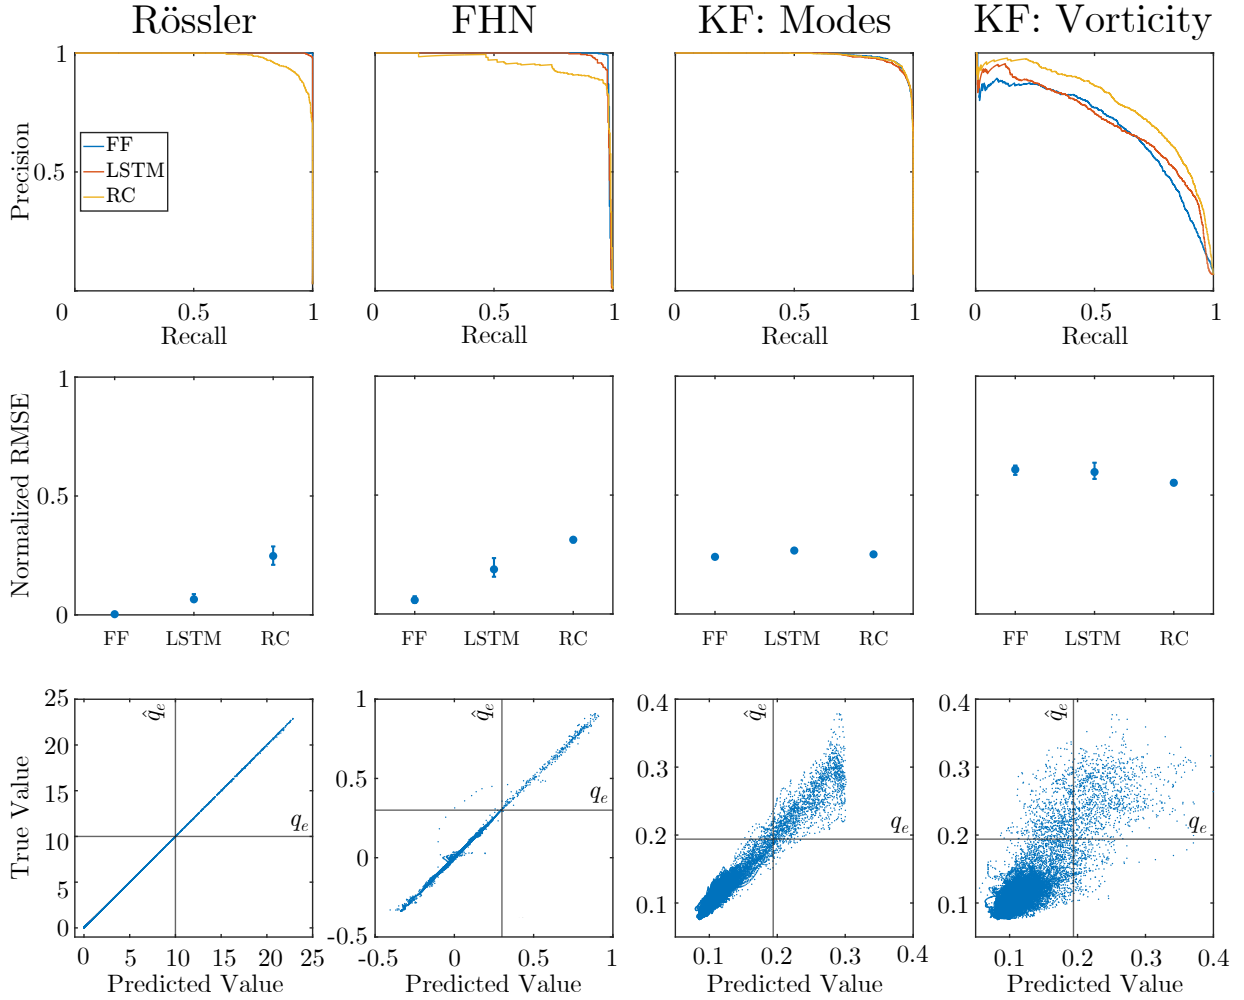 Rössler FHN KF: Modes KF: Vorticity
Precision
1
0.5
FF
LSTM
RC
0 0.5 1 0 0.5 1 0 0.5 1 0 0.5 1
Recall Recall Recall Recall
Normalized RMSE
1
0.5
0
FF LSTM RC FF LSTM RC FF LSTM RC FF LSTM RC
True Value
25
20
15
10
5
0
q̂e
qe
0 5 10 15 20 25
Predicted Value
1
0.5
0
-0.5
q̂e
qe
-0.5 0 0.5 1
Predicted Value
0.4
0.3
0.2
0.1
q̂e
qe
0.1 0.2 0.3 0.4
Predicted Value
0.4
0.3
0.2
0.1
q̂e
qe
0.1 0.2 0.3 0.4
Predicted Value